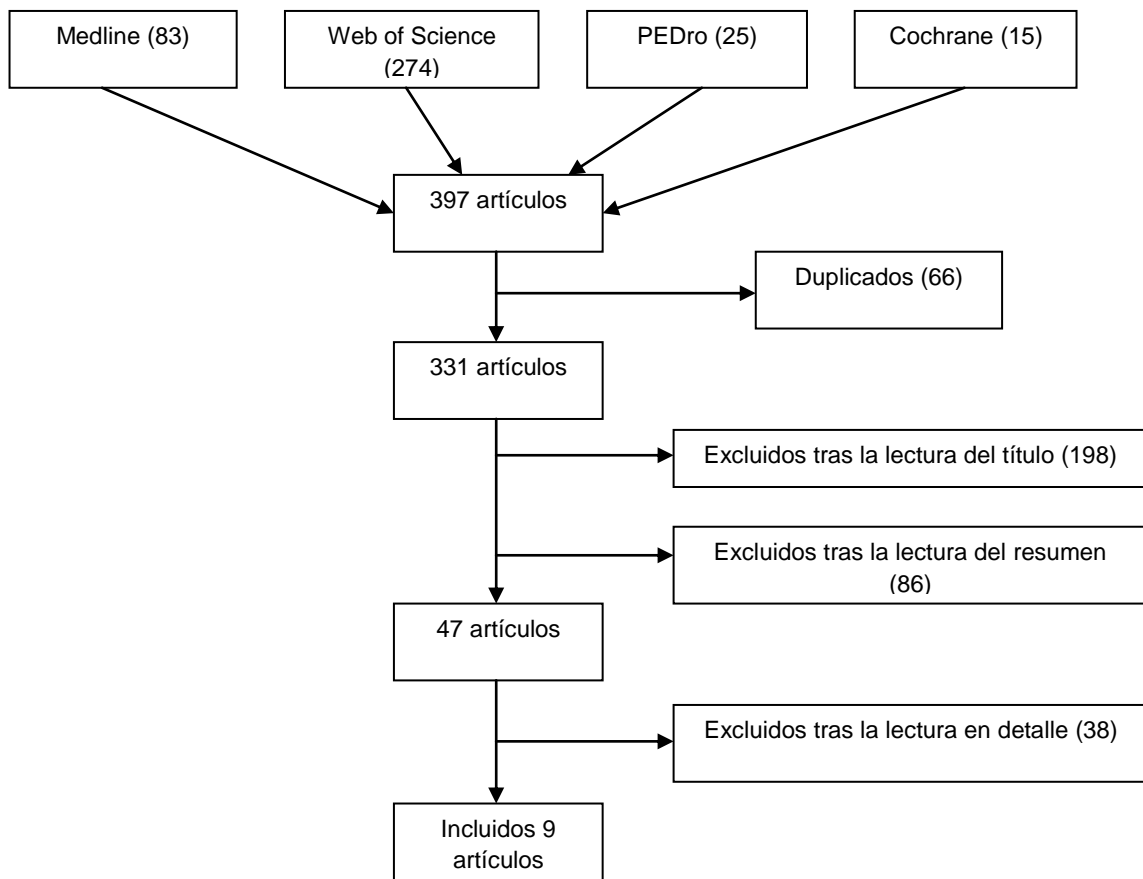 Medline (83)
Web of Science
(274)
PEDro (25)
Cochrane (15)
397 artículos
Duplicados (66)
331 artículos
Excluidos tras la lectura del título (198)
Excluidos tras la lectura del resumen
(86)
47 artículos
Excluidos tras la lectura en detalle (38)
Incluidos 9
artículos